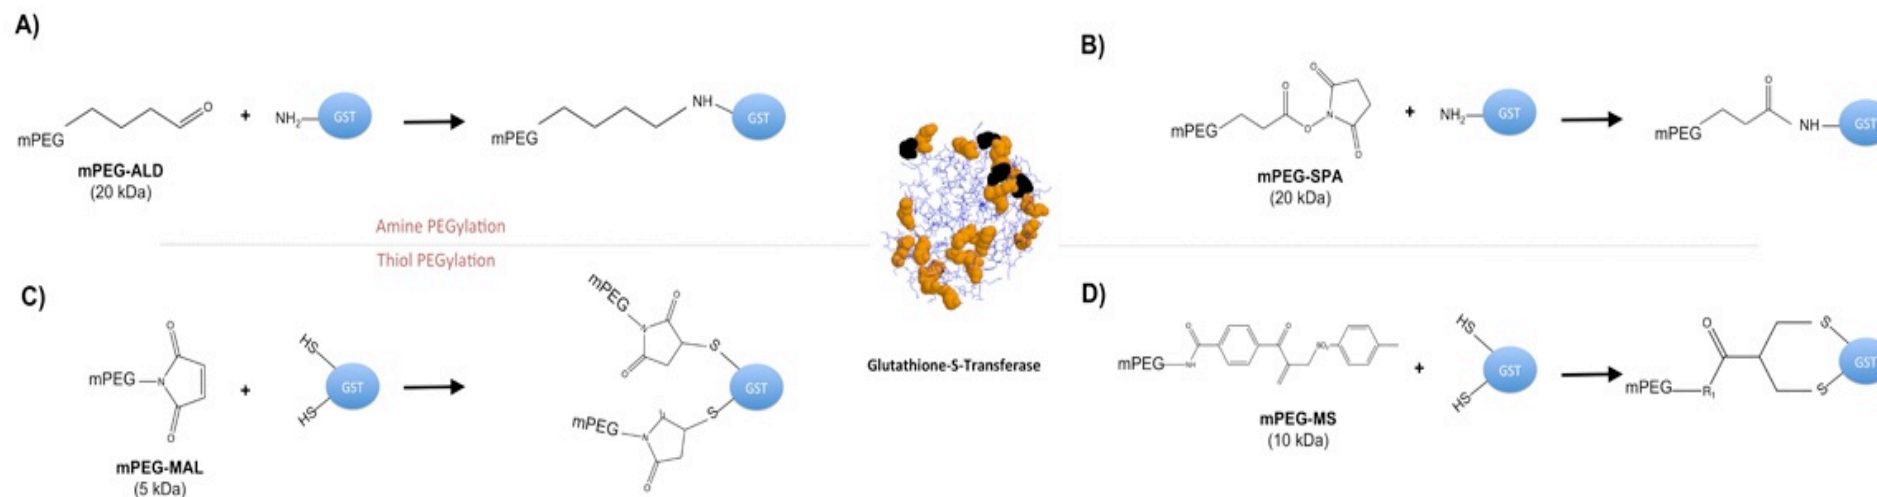 A)
mPEG
O
+
NH2
GST
mPEG
NH
GST
mPEG-ALD
(20 kDa)
B)
mPEG
O
O
N
O
O
+
NH2
GST
mPEG
O
NH
GST
mPEG-SPA
(20 kDa)
Amine PEGylation
Thiol PEGylation
C)
mPEG
N
O
O
+
HS
HS
GST
mPEG
N
O
O
S
GST
mPEG
N
O
S
mPEG-MAL
(5 kDa)
Glutathione-S-Transferase
D)
mPEG
NH
O
O
SO2
+
HS
HS
GST
O
mPEG
R1
S
S
GST
mPEG-MS
(10 kDa)